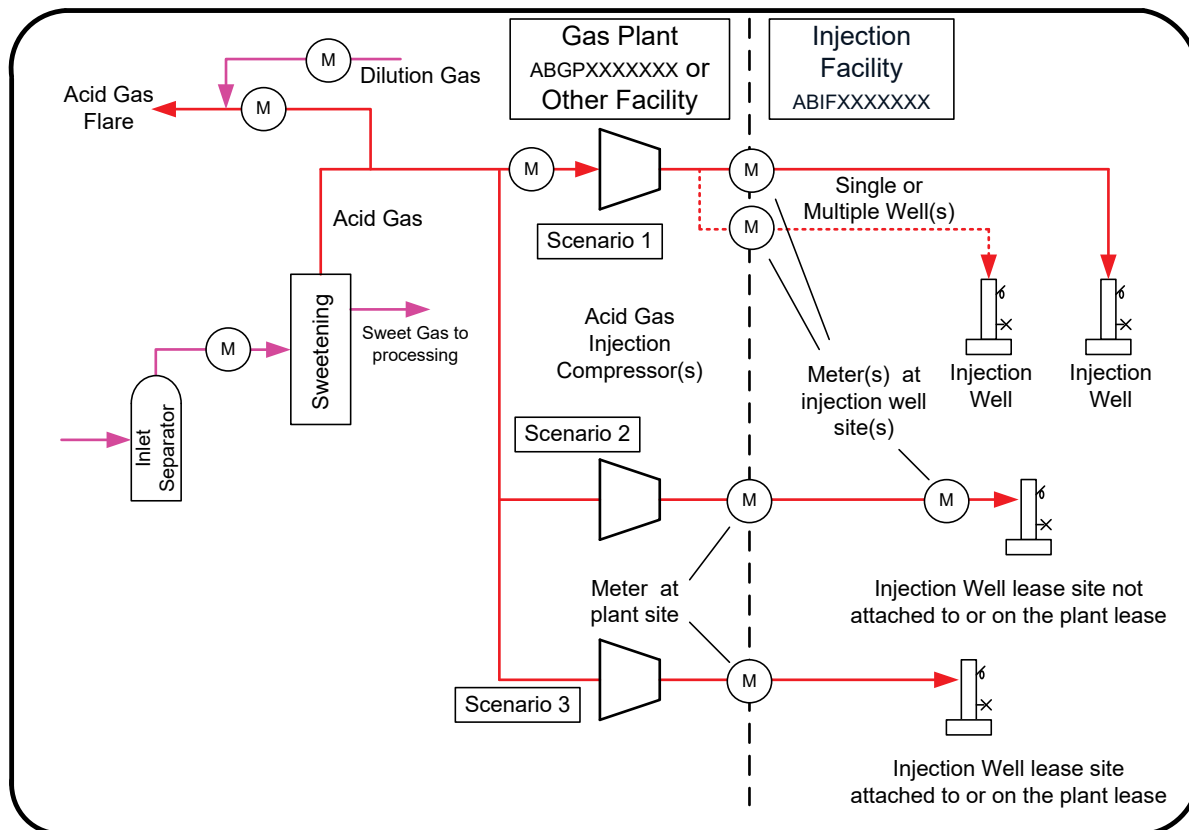 Gas Plant
ABGPXXXXXXX or
Other Facility
Injection
Facility
ABIFXXXXXXX
M
Dilution Gas
Acid Gas
Flare
M
M
M
Single or
Multiple Well(s)
Acid Gas
M
Scenario 1
Sweetening
Sweet Gas to
processing
M
Inlet
Separator
Acid Gas
Injection
Compressor(s)
Meter(s) at
injection well
site(s)
Injection
Well
Injection
Well
Scenario 2
M
M
Meter at
plant site
Injection Well lease site not
attached to or on the plant lease
Scenario 3
M
Injection Well lease site
attached to or on the plant lease